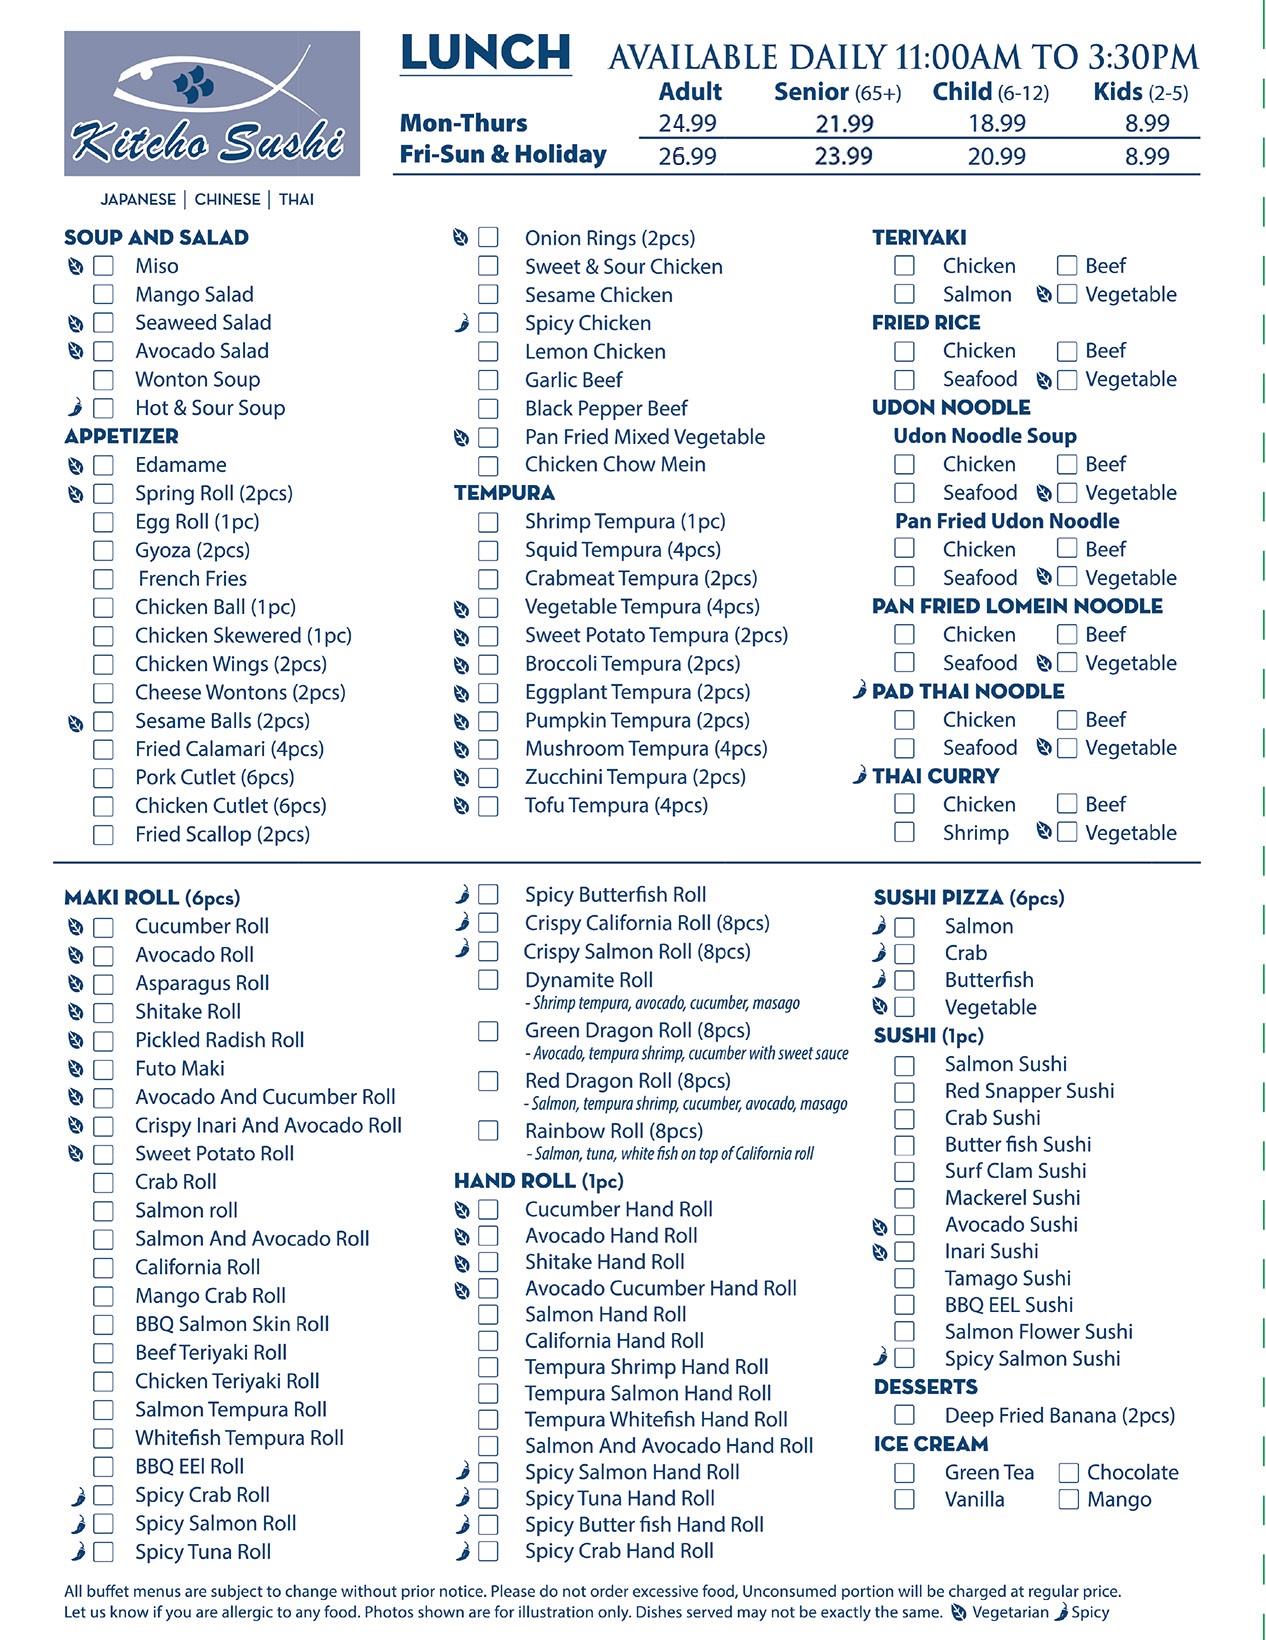 Kitcho Sushi
JAPANESE | CHINESE | THAI
LUNCH AVAILABLE DAILY 11:00AM TO 3:30PM
Adult Senior (65+) Child (6-12) Kids (2-5)
Mon-Thurs 24.99 21.99 18.99 8.99
Fri-Sun & Holiday 26.99 23.99 20.99 8.99
SOUP AND SALAD
Miso
Mango Salad
Seaweed Salad
Avocado Salad
Wonton Soup
Hot & Sour Soup
APPETIZER
Edamame
Spring Roll (2pcs)
Egg Roll (1pc)
Gyoza (2pcs)
French Fries
Chicken Ball (1pc)
Chicken Skewered (1pc)
Chicken Wings (2pcs)
Cheese Wontons (2pcs)
Sesame Balls (2pcs)
Fried Calamari (4pcs)
Pork Cutlet (6pcs)
Chicken Cutlet (6pcs)
Fried Scallop (2pcs)
Onion Rings (2pcs)
Sweet & Sour Chicken
Sesame Chicken
Spicy Chicken
Lemon Chicken
Garlic Beef
Black Pepper Beef
Pan Fried Mixed Vegetable
Chicken Chow Mein
TEMPURA
Shrimp Tempura (1pc)
Squid Tempura (4pcs)
Crabmeat Tempura (2pcs)
Vegetable Tempura (4pcs)
Sweet Potato Tempura (2pcs)
Broccoli Tempura (2pcs)
Eggplant Tempura (2pcs)
Pumpkin Tempura (2pcs)
Mushroom Tempura (4pcs)
Zucchini Tempura (2pcs)
Tofu Tempura (4pcs)
TERIYAKI
Chicken Beef
Salmon Vegetable
FRIED RICE
Chicken Beef
Seafood Vegetable
UDON NOODLE
Udon Noodle Soup
Chicken Beef
Seafood Vegetable
Pan Fried Udon Noodle
Chicken Beef
Seafood Vegetable
PAN FRIED LOMEIN NOODLE
Chicken Beef
Seafood Vegetable
PAD THAI NOODLE
Chicken Beef
Seafood Vegetable
THAI CURRY
Chicken Beef
Shrimp Vegetable
MAKI ROLL (6pcs)
Cucumber Roll
Avocado Roll
Asparagus Roll
Shitake Roll
Pickled Radish Roll
Futo Maki
Avocado And Cucumber Roll
Crispy Inari And Avocado Roll
Sweet Potato Roll
Crab Roll
Salmon roll
Salmon And Avocado Roll
California Roll
Mango Crab Roll
BBQ Salmon Skin Roll
Beef Teriyaki Roll
Chicken Teriyaki Roll
Salmon Tempura Roll
Whitefish Tempura Roll
BBQ EEl Roll
Spicy Crab Roll
Spicy Salmon Roll
Spicy Tuna Roll
Spicy Butterfish Roll
Crispy California Roll (8pcs)
Crispy Salmon Roll (8pcs)
Dynamite Roll
- Shrimp tempura, avocado, cucumber, masago
Green Dragon Roll (8pcs)
- Avocado, tempura shrimp, cucumber with sweet sauce
Red Dragon Roll (8pcs)
- Salmon, tempura shrimp, cucumber, avocado, masago
Rainbow Roll (8pcs)
- Salmon, tuna, white fish on top of California roll
HAND ROLL (1pc)
Cucumber Hand Roll
Avocado Hand Roll
Shitake Hand Roll
Avocado Cucumber Hand Roll
Salmon Hand Roll
California Hand Roll
Tempura Shrimp Hand Roll
Tempura Salmon Hand Roll
Tempura Whitefish Hand Roll
Salmon And Avocado Hand Roll
Spicy Salmon Hand Roll
Spicy Tuna Hand Roll
Spicy Butter fish Hand Roll
Spicy Crab Hand Roll
SUSHI PIZZA (6pcs)
Salmon
Crab
Butterfish
Vegetable
SUSHI (1pc)
Salmon Sushi
Red Snapper Sushi
Crab Sushi
Butter fish Sushi
Surf Clam Sushi
Mackerel Sushi
Avocado Sushi
Inari Sushi
Tamago Sushi
BBQ EEL Sushi
Salmon Flower Sushi
Spicy Salmon Sushi
DESSERTS
Deep Fried Banana (2pcs)
ICE CREAM
Green Tea Chocolate
Vanilla Mango
All buffet menus are subject to change without prior notice. Please do not order excessive food, Unconsumed portion will be charged at regular price.
Let us know if you are allergic to any food. Photos shown are for illustration only. Dishes served may not be exactly the same. Vegetarian Spicy